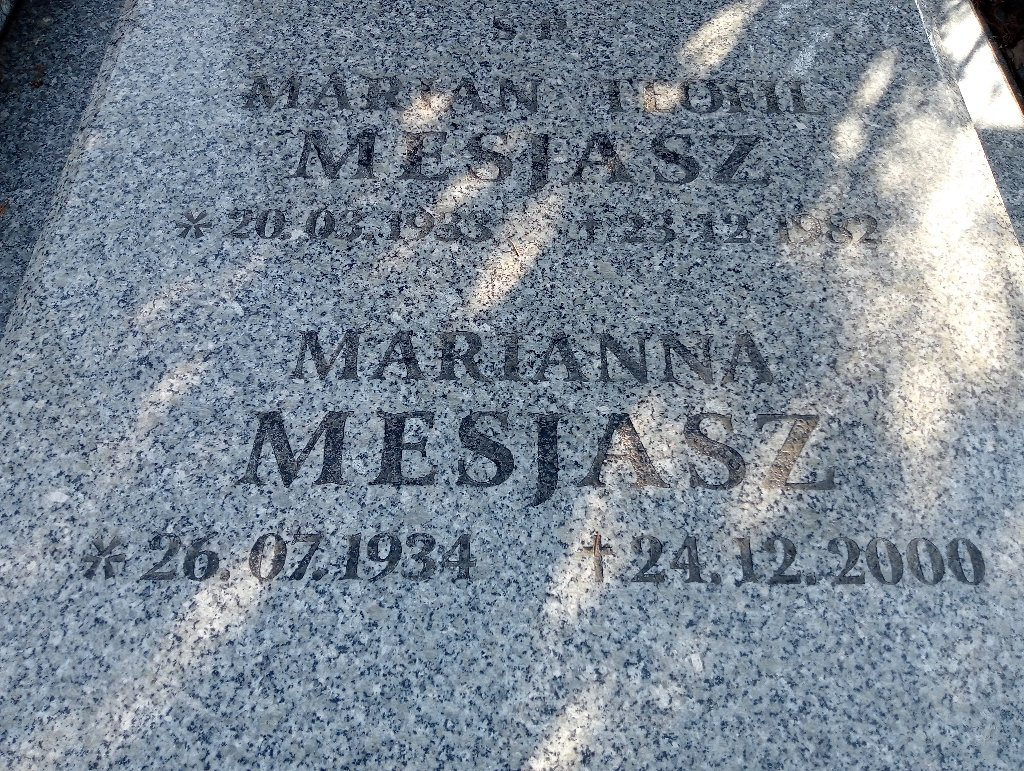 Ś P
MARIAN TEOFIL
MESJASZ
* 20.03.1933 † 23.12.1982
MARIANNA
MESJASZ
* 26.07.1934 † 24.12.2000